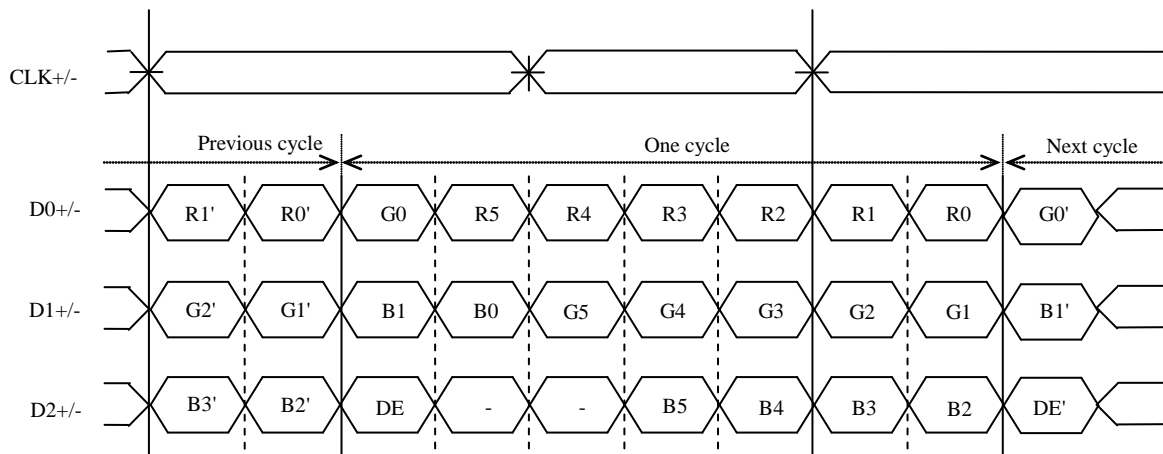 CLK+/-
Previous cycle One cycle Next cycle
D0+/- R1' R0' G0 R5 R4 R3 R2 R1 R0 G0'
D1+/- G2' G1' B1 B0 G5 G4 G3 G2 G1 B1'
D2+/- B3' B2' DE - - B5 B4 B3 B2 DE'